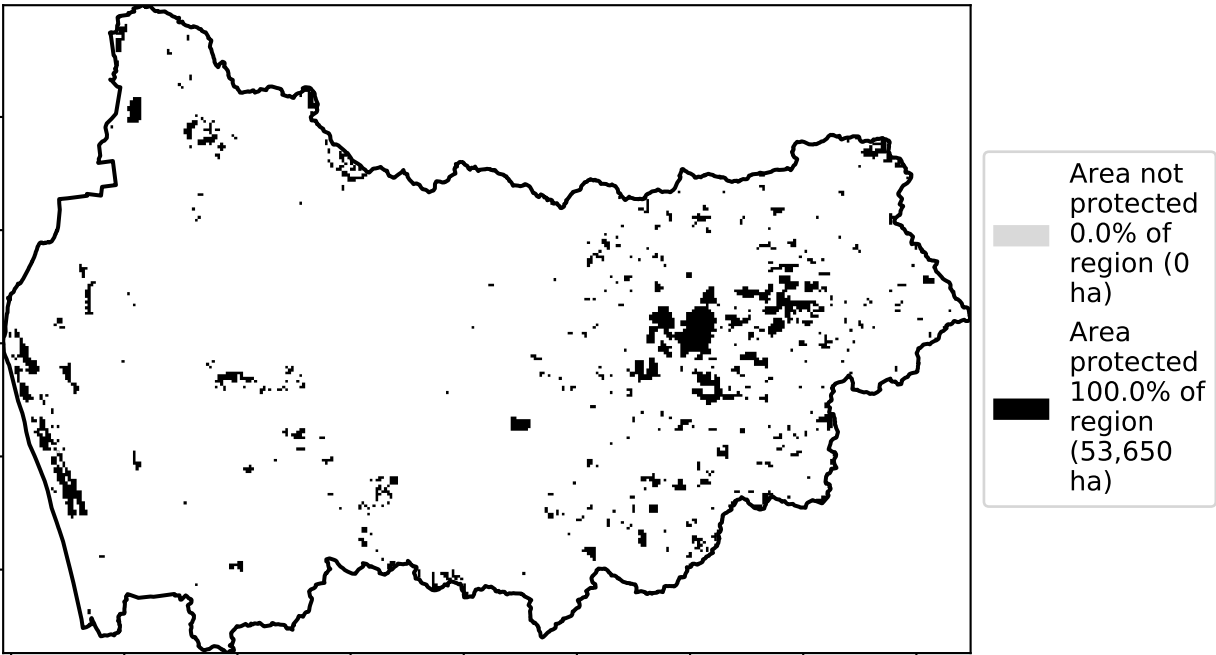 Area not
protected
0.0% of
region (0
ha)
Area
protected
100.0% of
region
(53,650
ha)